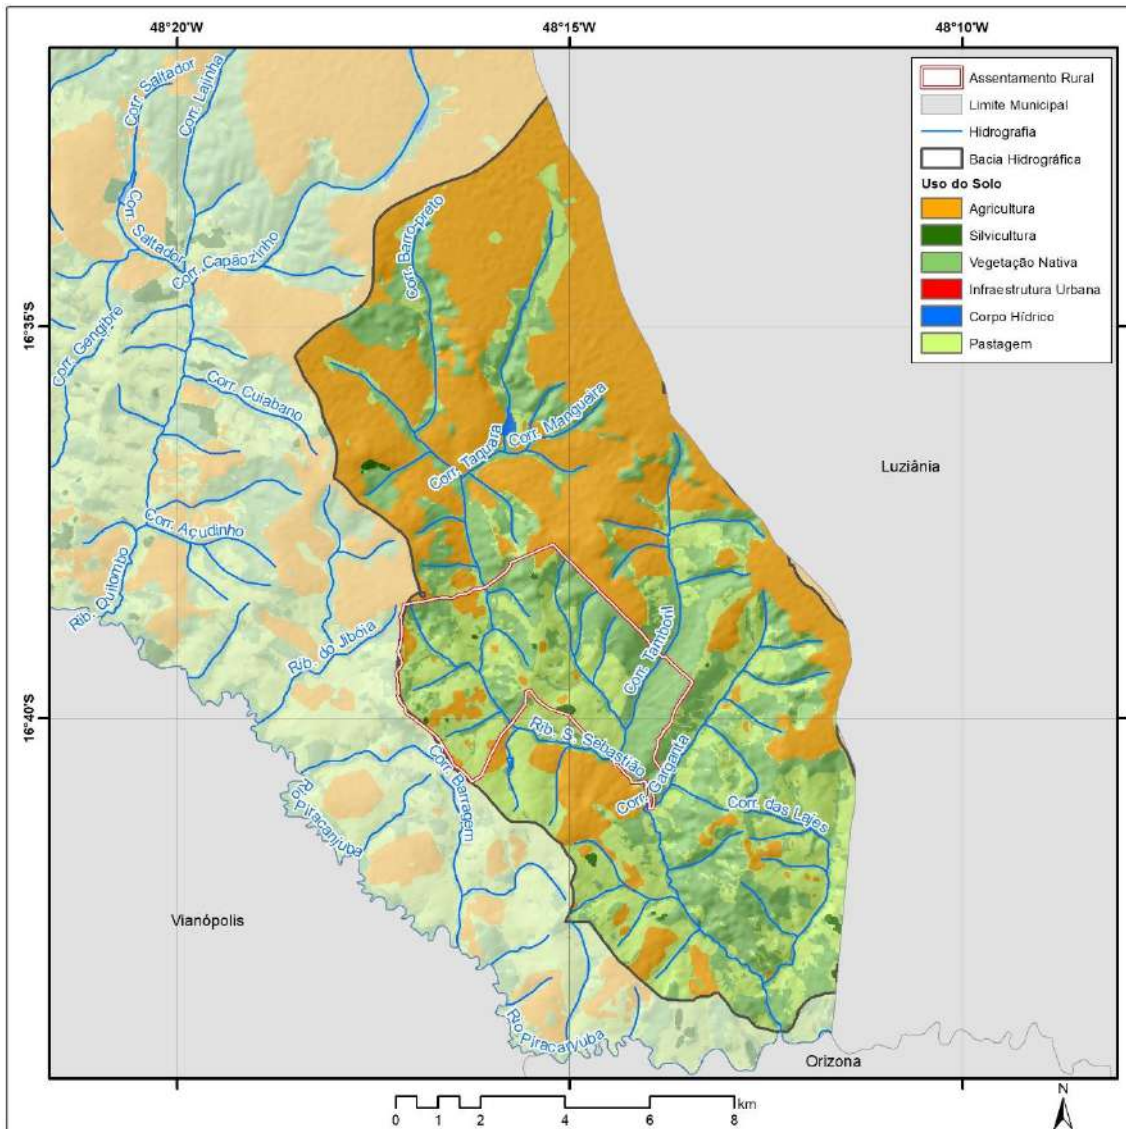 48°20'W
48°15'W
48°10'W
16°35'S
16°40'S
Assentamento Rural
Limite Municipal
Hidrografia
Bacia Hidrográfica
Uso do Solo
Agricultura
Silvicultura
Vegetação Nativa
Infraestrutura Urbana
Corpo Hídrico
Pastagem
Corr. Saltador
Corr. Lajinha
Corr. Saltador
Corr. Capãozinho
Corr. Barro preto
Corr. Gengibre
Corr. Cuiabano
Corr. Mangueira
Corr. Taquara
Luziânia
Corr. Açudinho
Rib. Quilombo
Rib. do Jibóia
Corr. Tamboril
Rib. S. Sebastião
Corr. Garganta
Corr. Barragem
Corr. das Lajes
Rio Piracanjuba
Vianópolis
Rio Piracanjuba
Orizona
N
0 1 2 4 6 8 km